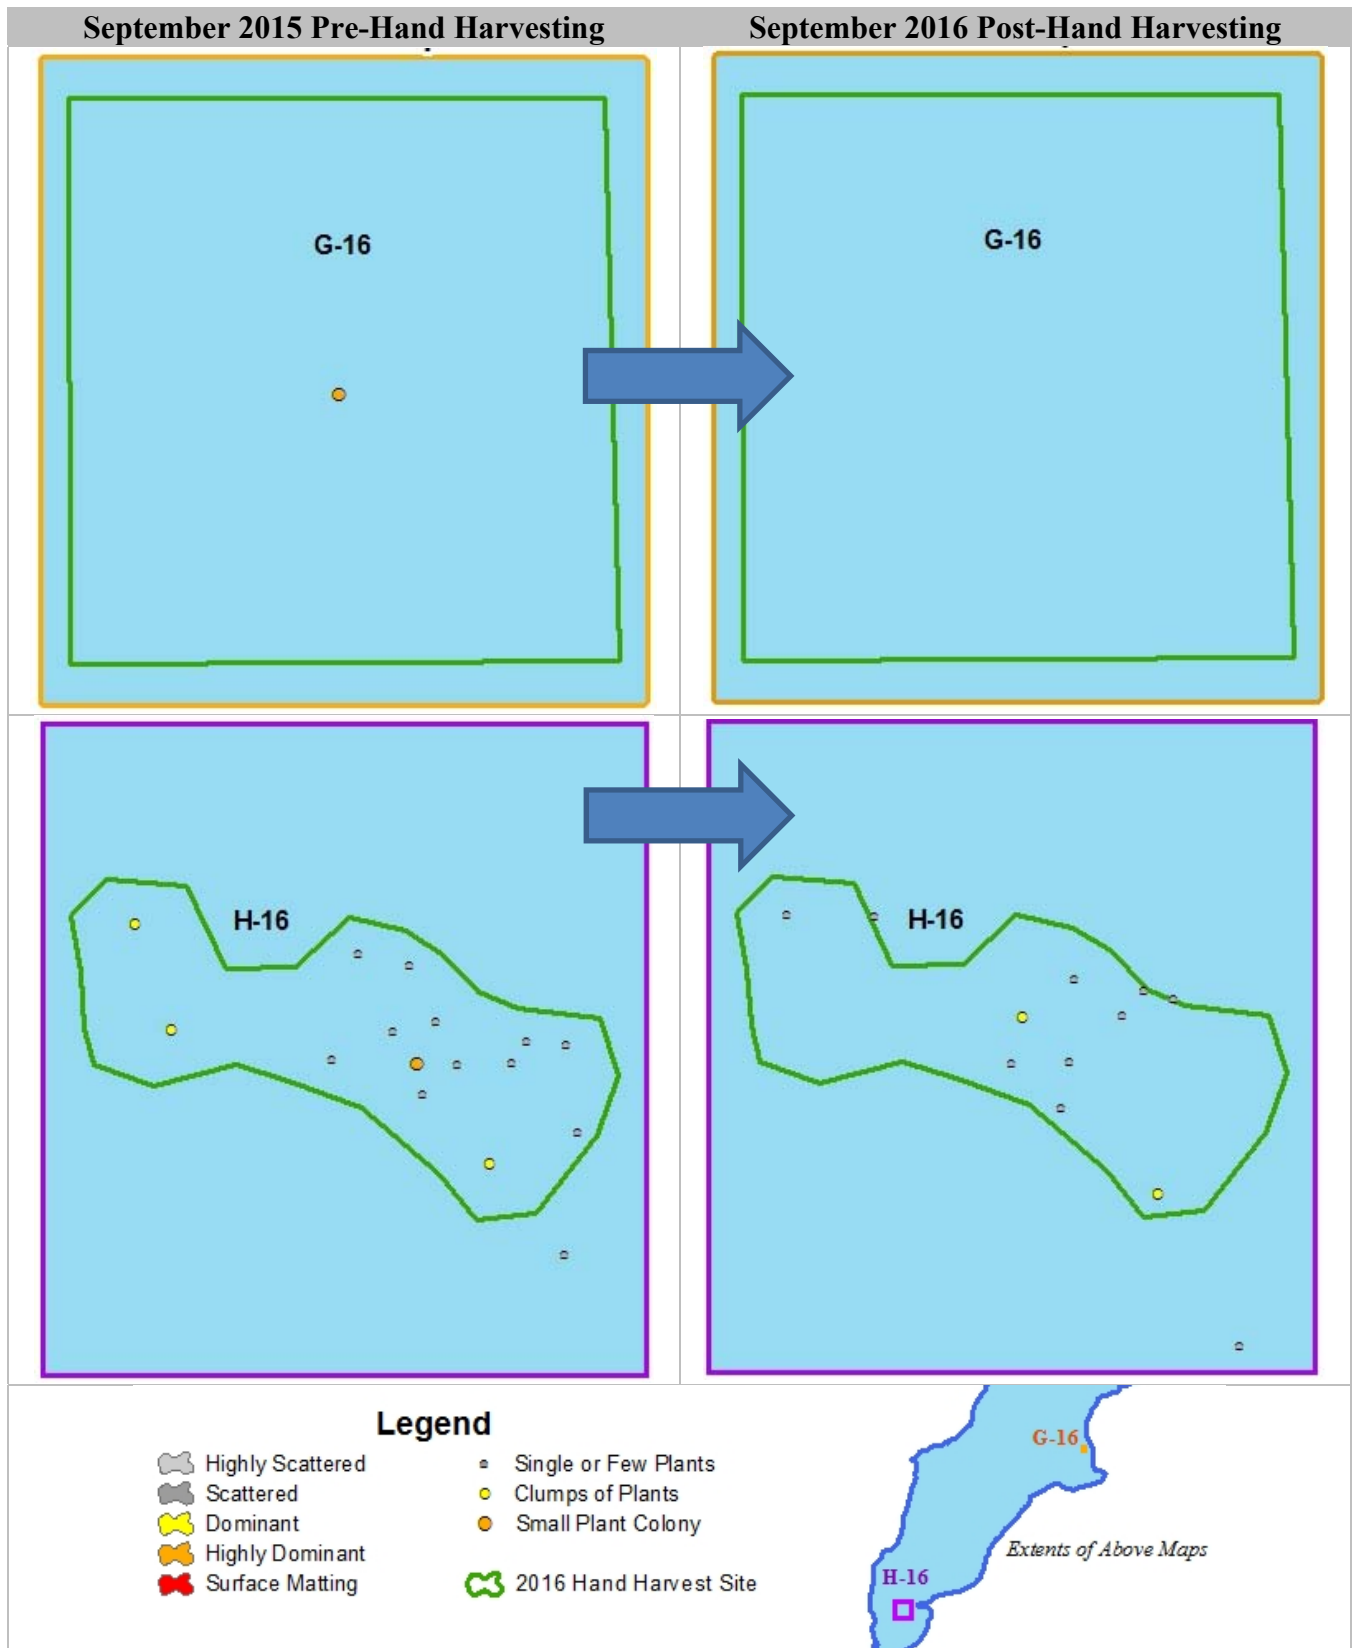 September 2015 Pre-Hand Harvesting
September 2016 Post-Hand Harvesting
G-16
G-16
H-16
H-16
Legend
Highly Scattered
Scattered
Dominant
Highly Dominant
Surface Matting
Single or Few Plants
Clumps of Plants
Small Plant Colony
2016 Hand Harvest Site
G-16
Extents of Above Maps
H-16